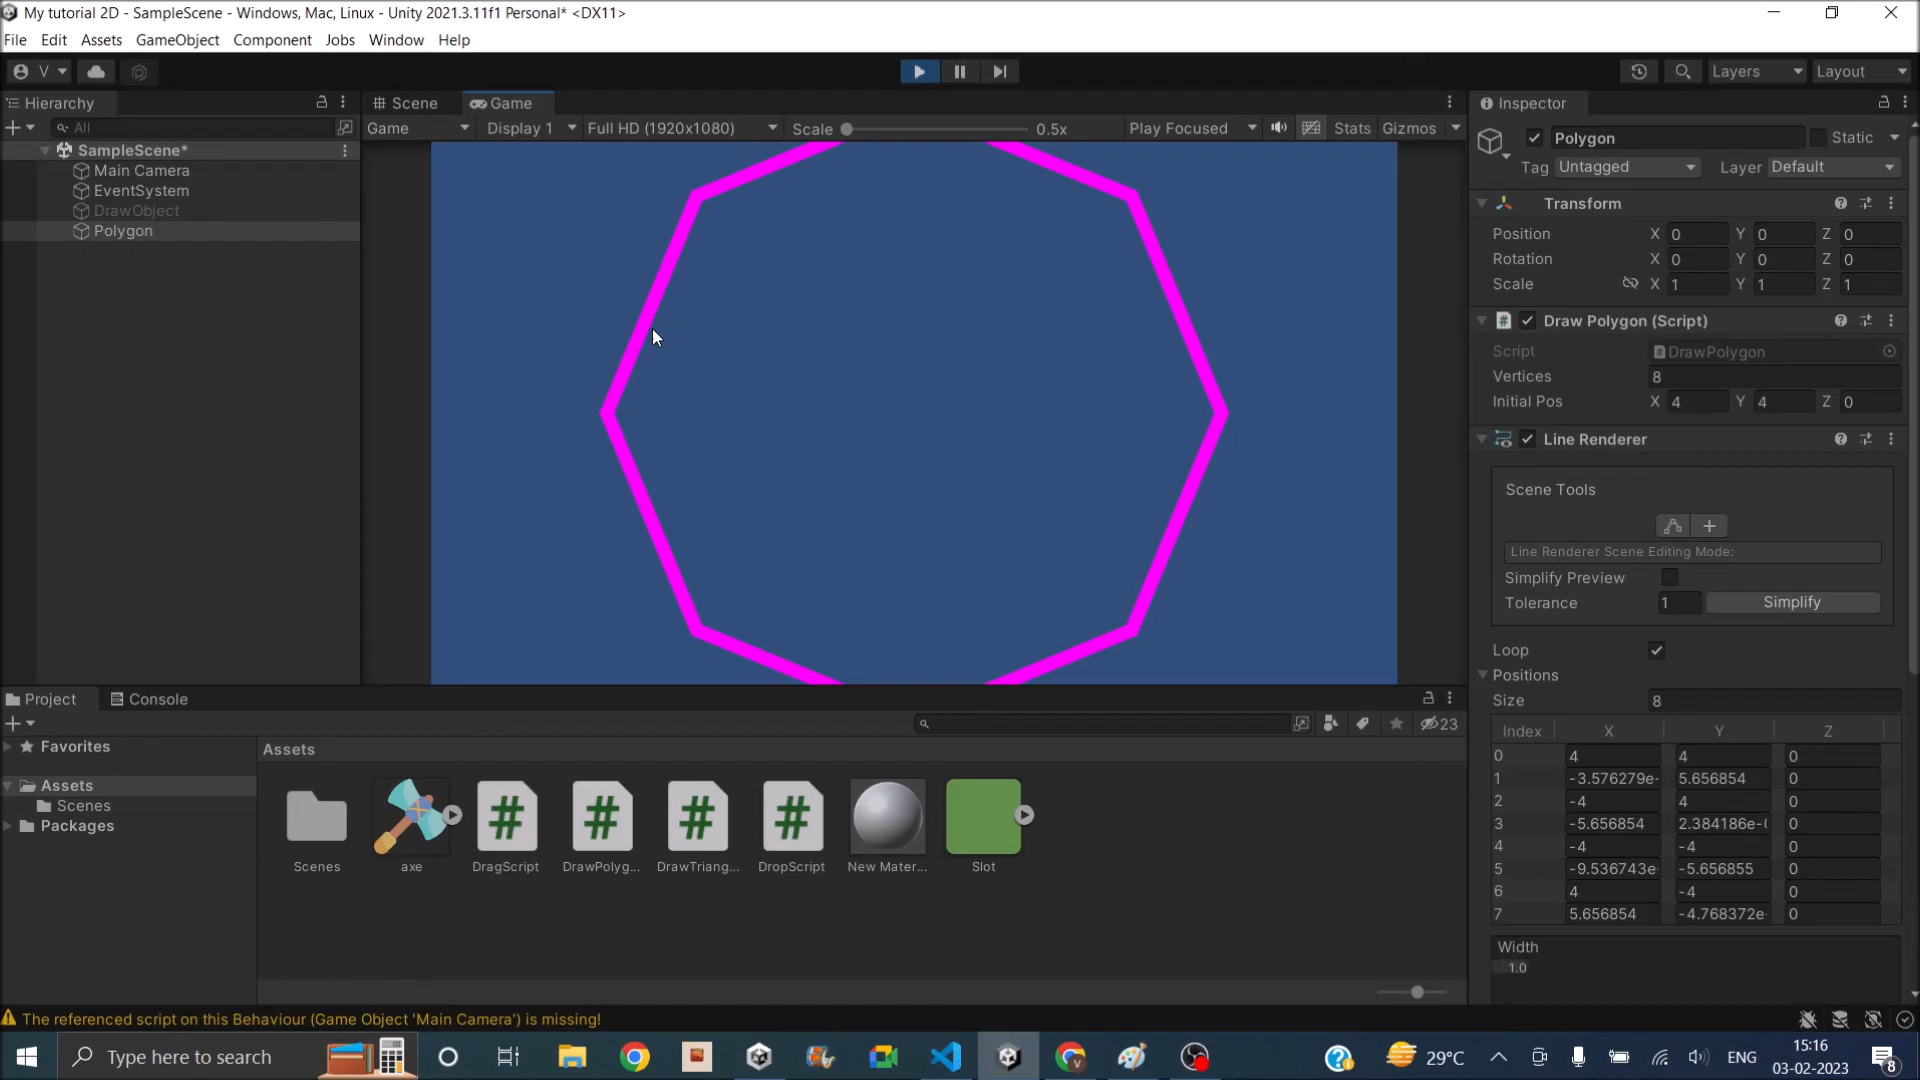 My tutorial 2D - SampleScene - Windows, Mac, Linux - Unity 2021.3.11f1 Personal* <DX11>
File Edit Assets GameObject Component Jobs Window Help
V
Layers
Layout
Hierarchy
All
SampleScene*
Main Camera
EventSystem
DrawObject
Polygon
Scene
Game
Game
Display 1
Full HD (1920x1080)
Scale
0.5x
Play Focused
Stats
Gizmos
Inspector
Polygon
Static
Tag Untagged
Layer Default
Transform
Position X 0 Y 0 Z 0
Rotation X 0 Y 0 Z 0
Scale X 1 Y 1 Z 1
# Draw Polygon (Script)
Script DrawPolygon
Vertices 8
Initial Pos X 4 Y 4 Z 0
Line Renderer
Scene Tools
Line Renderer Scene Editing Mode:
Simplify Preview
Tolerance 1 Simplify
Loop
Positions
Size 8
Index X Y Z
0 4 4 0
1 -3.576279e- 5.656854 0
2 -4 4 0
3 -5.656854 2.384186e-( 0
4 -4 -4 0
5 -9.536743e- -5.656855 0
6 4 -4 0
7 5.656854 -4.768372e- 0
Width
1.0
Project
Console
23
Favorites
Assets
Scenes
Packages
Assets
# # # #
Scenes axe DragScript DrawPolyg... DrawTriang... DropScript New Mater... Slot
The referenced script on this Behaviour (Game Object 'Main Camera') is missing!
Type here to search
29°C
ENG
15:16
03-02-2023
8